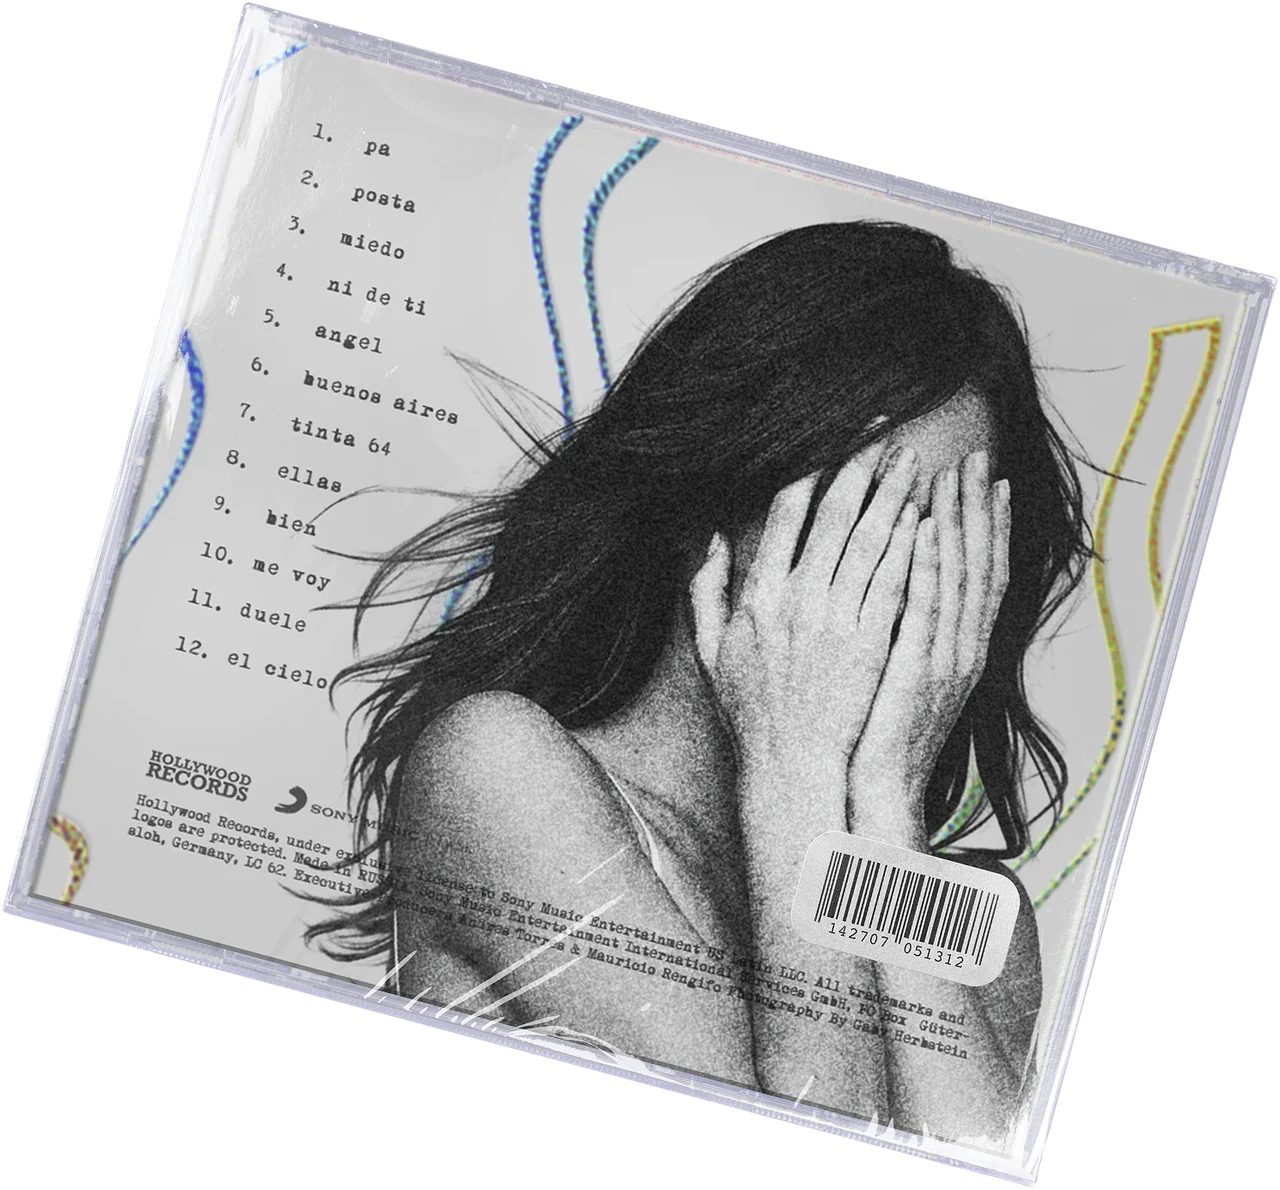 1. pa
2. posta
3. miedo
4. ni de ti
5. angel
6. buenos aires
7. tinta 64
8. ellas
9. bien
10. me voy
11. duele
12. el cielo
HOLLYWOOD
RECORDS
SONY MUSIC
Hollywood Records, under exclusive license to Sony Music Entertainment US Latin LLC. All trademarks and
logos are protected. Made in RUSSIA Sony Music Entertainment International Services GmbH, PO Box Güter-
sloh, Germany, LC 62. Executive Producers Andres Torres & Mauricio Rengifo Photography By Gaby Herbstein
142707 051312